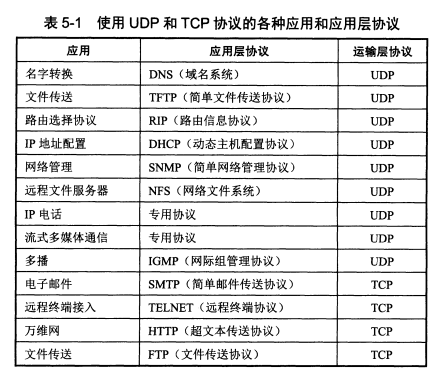 表 5-1 使用 UDP 和 TCP 协议的各种应用和应用层协议
应用 应用层协议 运输层协议
名字转换 DNS（域名系统） UDP
文件传送 TFTP（简单文件传送协议） UDP
路由选择协议 RIP（路由信息协议） UDP
IP 地址配置 DHCP（动态主机配置协议） UDP
网络管理 SNMP（简单网络管理协议） UDP
远程文件服务器 NFS（网络文件系统） UDP
IP 电话 专用协议 UDP
流式多媒体通信 专用协议 UDP
多播 IGMP（网际组管理协议） UDP
电子邮件 SMTP（简单邮件传送协议） TCP
远程终端接入 TELNET（远程终端协议） TCP
万维网 HTTP（超文本传送协议） TCP
文件传送 FTP（文件传送协议） TCP